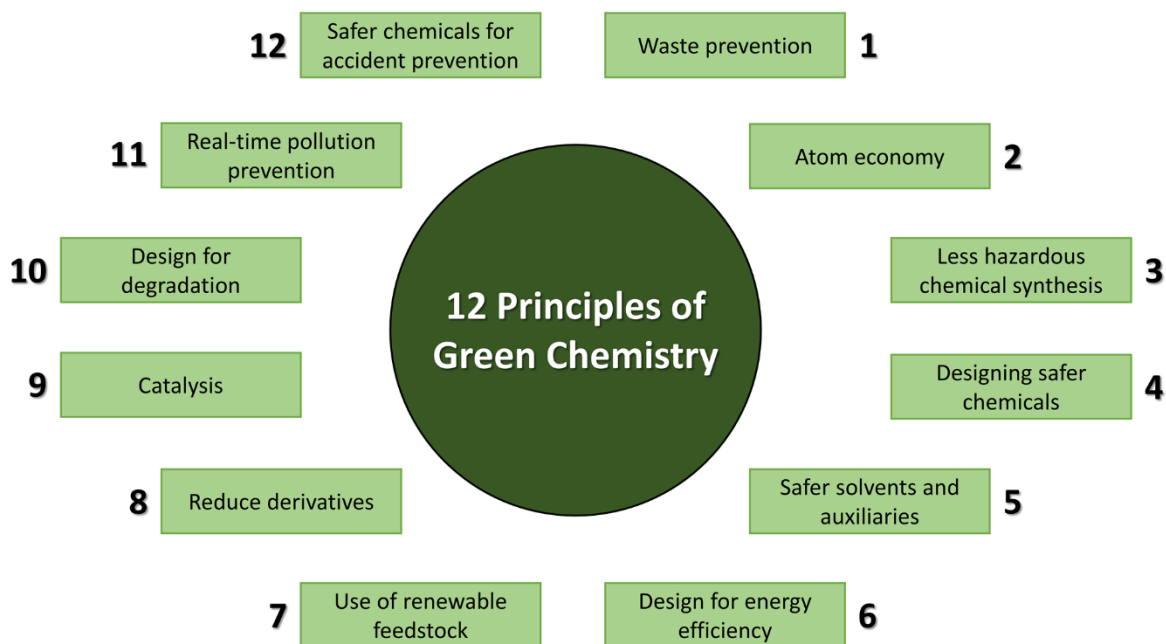 12 Principles of
Green Chemistry
1
Waste prevention
2
Atom economy
3
Less hazardous
chemical synthesis
4
Designing safer
chemicals
5
Safer solvents and
auxiliaries
6
Design for energy
efficiency
7
Use of renewable
feedstock
8
Reduce derivatives
9
Catalysis
10
Design for
degradation
11
Real-time pollution
prevention
12
Safer chemicals for
accident prevention